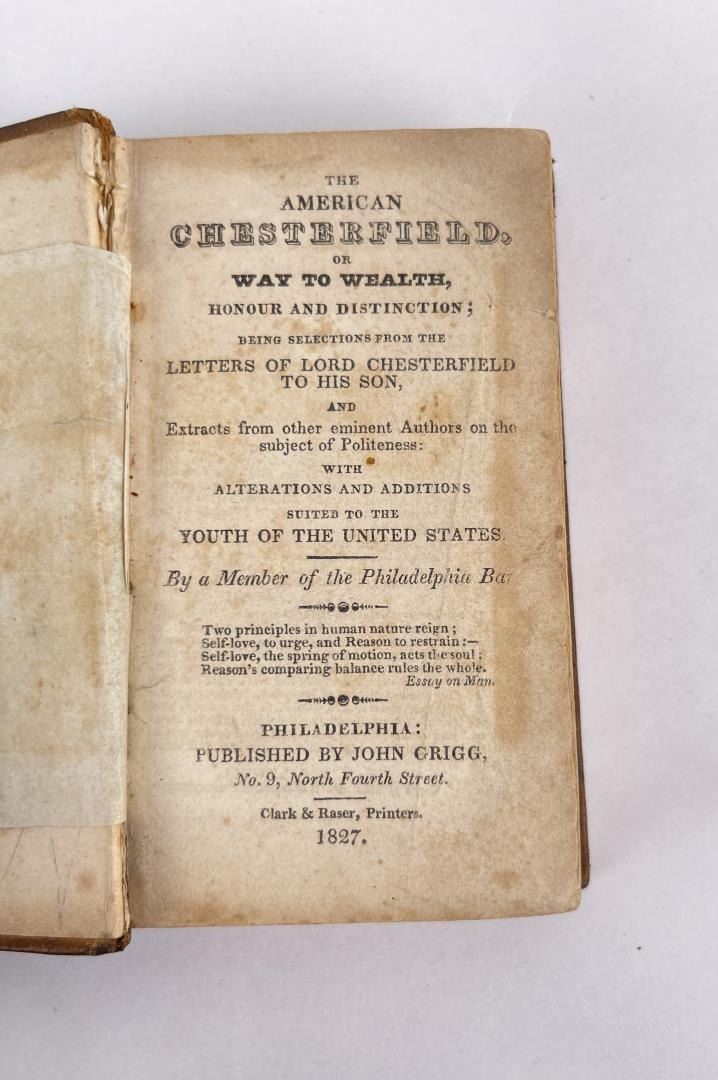 THE
AMERICAN
CHESTERFIELD,
OR
WAY TO WEALTH,
HONOUR AND DISTINCTION;
BEING SELECTIONS FROM THE
LETTERS OF LORD CHESTERFIELD
TO HIS SON,
AND
Extracts from other eminent Authors on the
subject of Politeness:
WITH
ALTERATIONS AND ADDITIONS
SUITED TO THE
YOUTH OF THE UNITED STATES.
By a Member of the Philadelphia Bar
Two principles in human nature reign;
Self-love, to urge, and Reason to restrain:—
Self-love, the spring of motion, acts the soul;
Reason's comparing balance rules the whole.
Essay on Man.
PHILADELPHIA:
PUBLISHED BY JOHN GRIGG,
No. 9, North Fourth Street.
Clark & Raser, Printers.
1827.